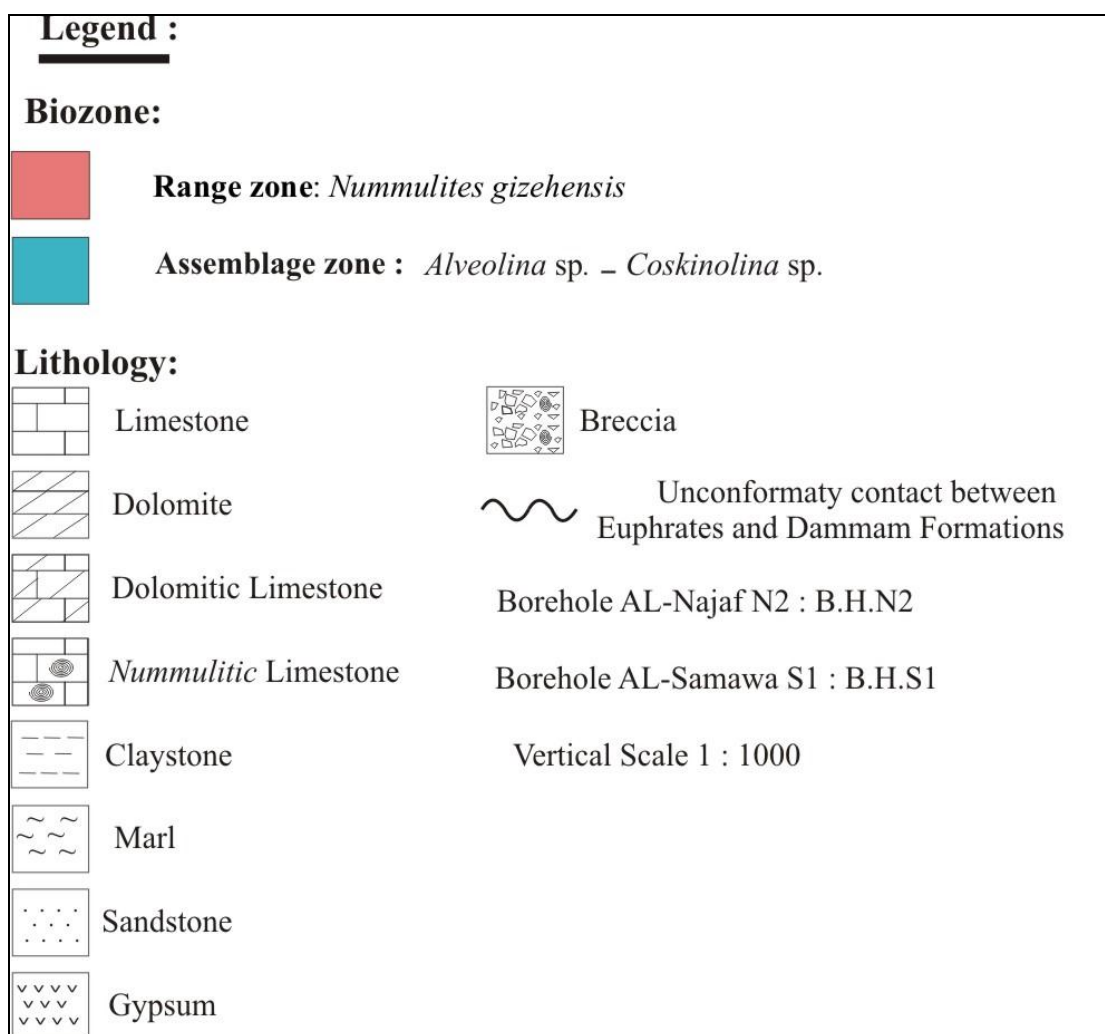 Legend :
Biozone:
Range zone: Nummulites gizehensis
Assemblage zone : Alveolina sp. – Coskinolina sp.
Lithology:
Limestone
Dolomite
Dolomitic Limestone
Nummulitic Limestone
Claystone
Marl
Sandstone
Gypsum
Breccia
Unconformaty contact between
Euphrates and Dammam Formations
Borehole AL-Najaf N2 : B.H.N2
Borehole AL-Samawa S1 : B.H.S1
Vertical Scale 1 : 1000